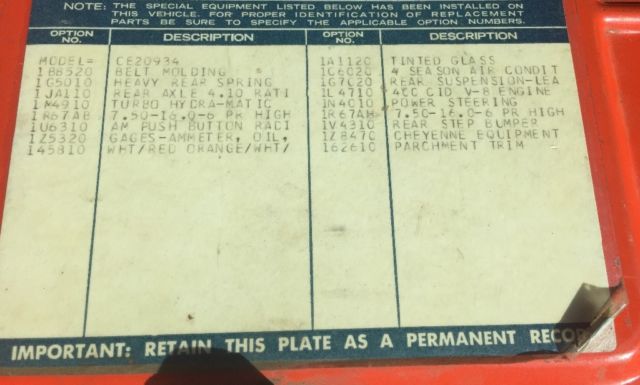 NOTE: THE SPECIAL EQUIPMENT LISTED BELOW HAS BEEN INSTALLED ON
THIS VEHICLE. FOR PROPER IDENTIFICATION OF REPLACEMENT
PARTS BE SURE TO SPECIFY THE APPLICABLE OPTION NUMBERS.
OPTION NO. DESCRIPTION OPTION NO. DESCRIPTION
MODEL= CE20934 1A1120 TINTED GLASS
1B8520 BELT MOLDING 1C6020 4 SEASON AIR CONDIT
1G5010 HEAVY REAR SPRING 1G7C20 REAR SUSPENSION-LEA
1JA110 REAR AXLE 4.10 RATI 1L4710 4CC CID V-8 ENGINE
1M4910 TURBO HYDRA-MATIC 1N4010 POWER STEERING
1R67AB 7.50-16.0-6 PR HIGH 1R67AH 7.5C-16.0-6 PR HIGH
1U6310 AM PUSH BUTTON RADI 1V4310 REAR STEP BUMPER
1Z5320 GAGES-AMMETER, OIL, 1Z8470 CHEYENNE EQUIPMENT
145810 WHT/RED ORANGE/WHT/ 162610 PARCHMENT TRIM
IMPORTANT: RETAIN THIS PLATE AS A PERMANENT RECO